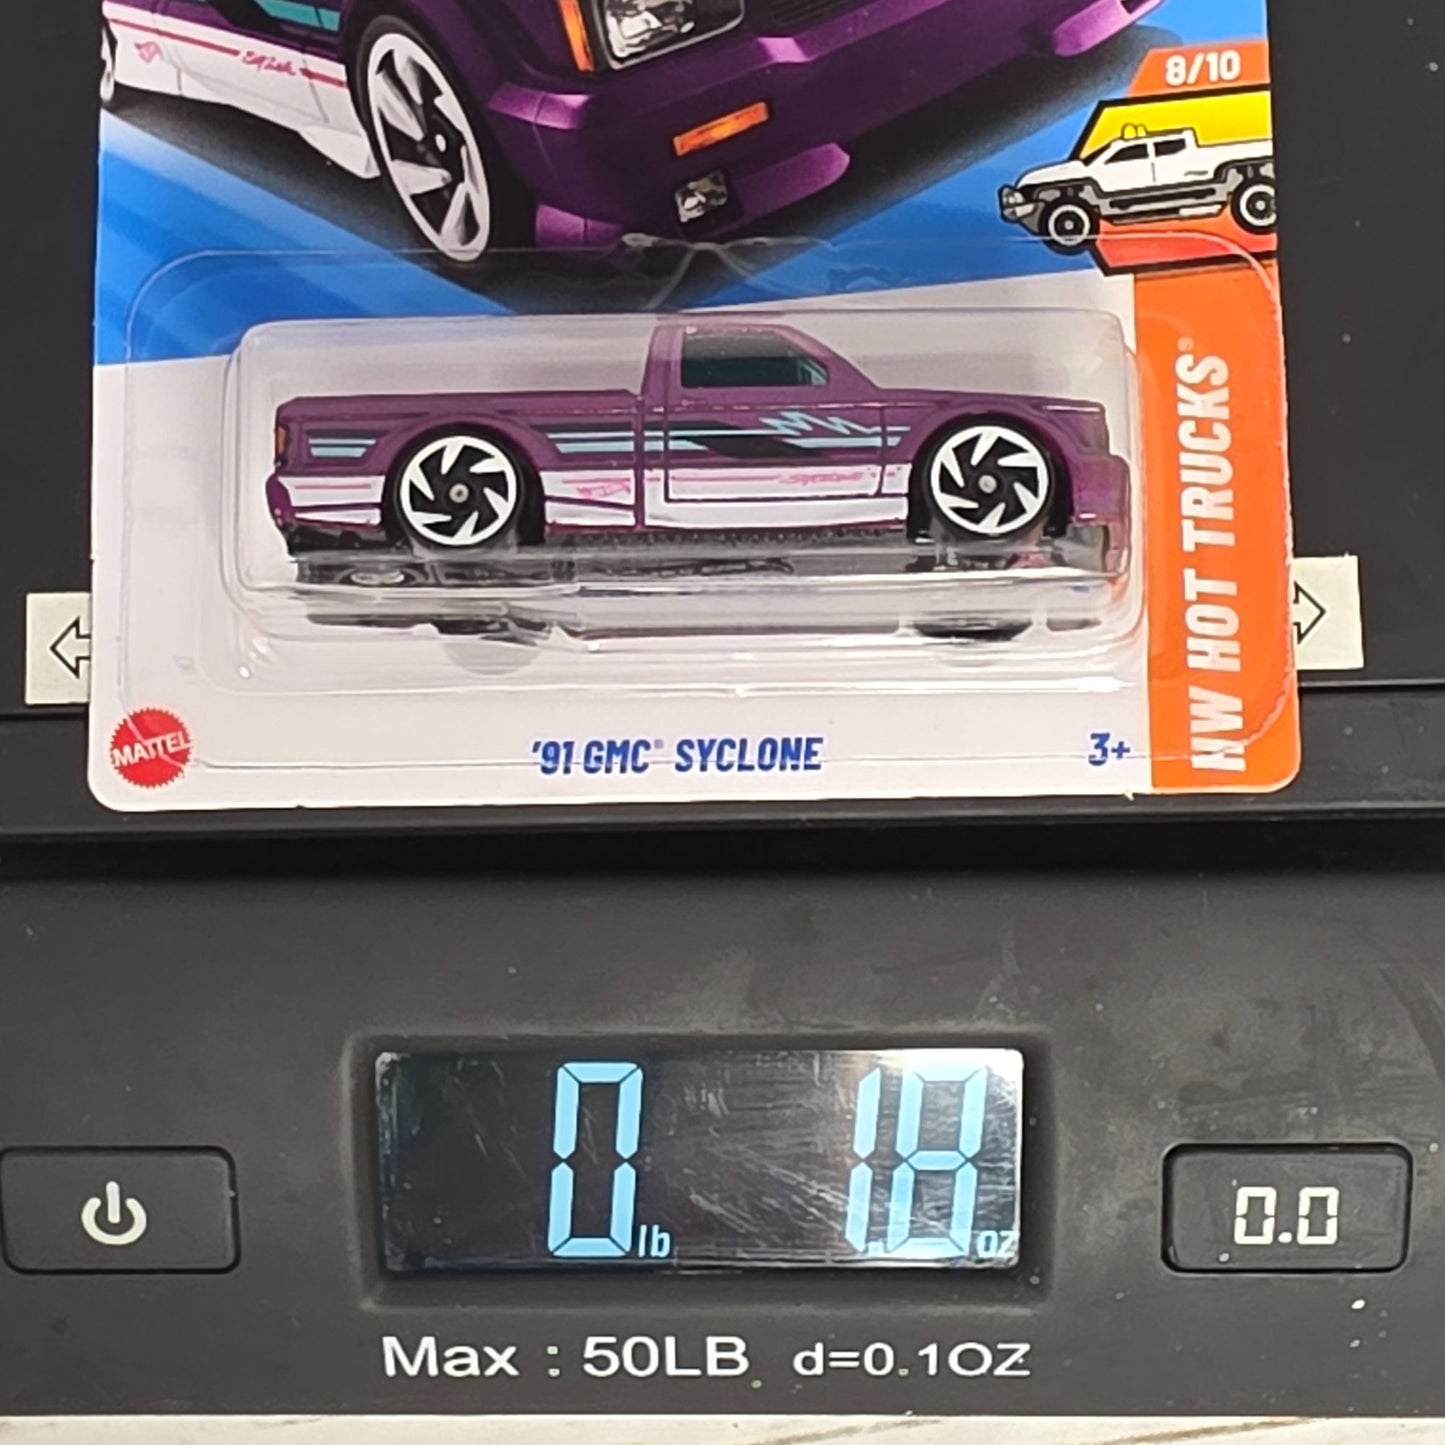 8/10
HW HOT TRUCKS®
MATTEL
'91 GMC® SYCLONE
3+
0 lb 1.8 oz
0.0
Max : 50LB d=0.1OZ